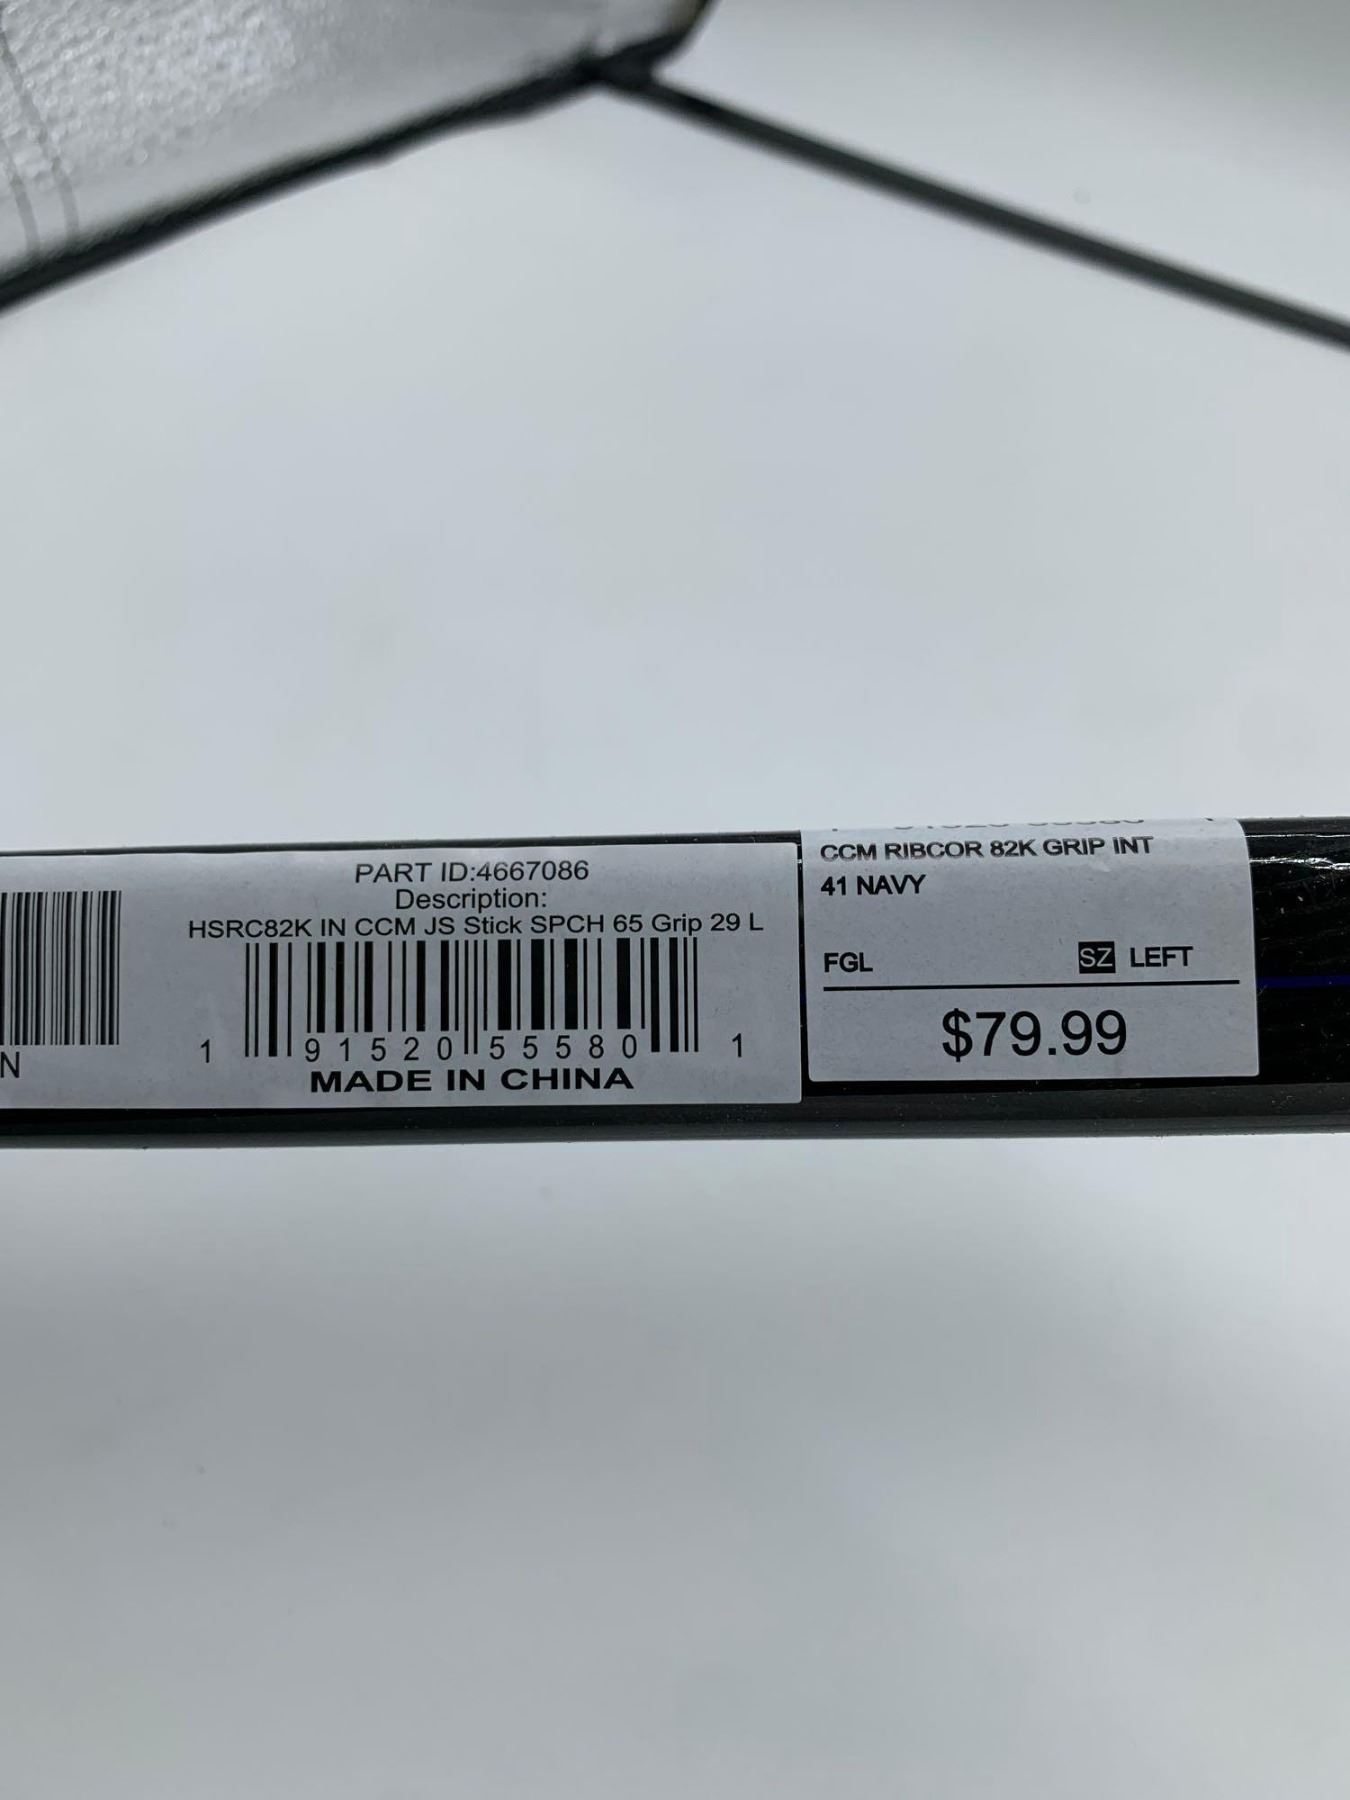 PART ID:4667086
Description:
HSRC82K IN CCM JS Stick SPCH 65 Grip 29 L
1 91520 55580 1
MADE IN CHINA
N
CCM RIBCOR 82K GRIP INT
41 NAVY
FGL SZ LEFT
$79.99